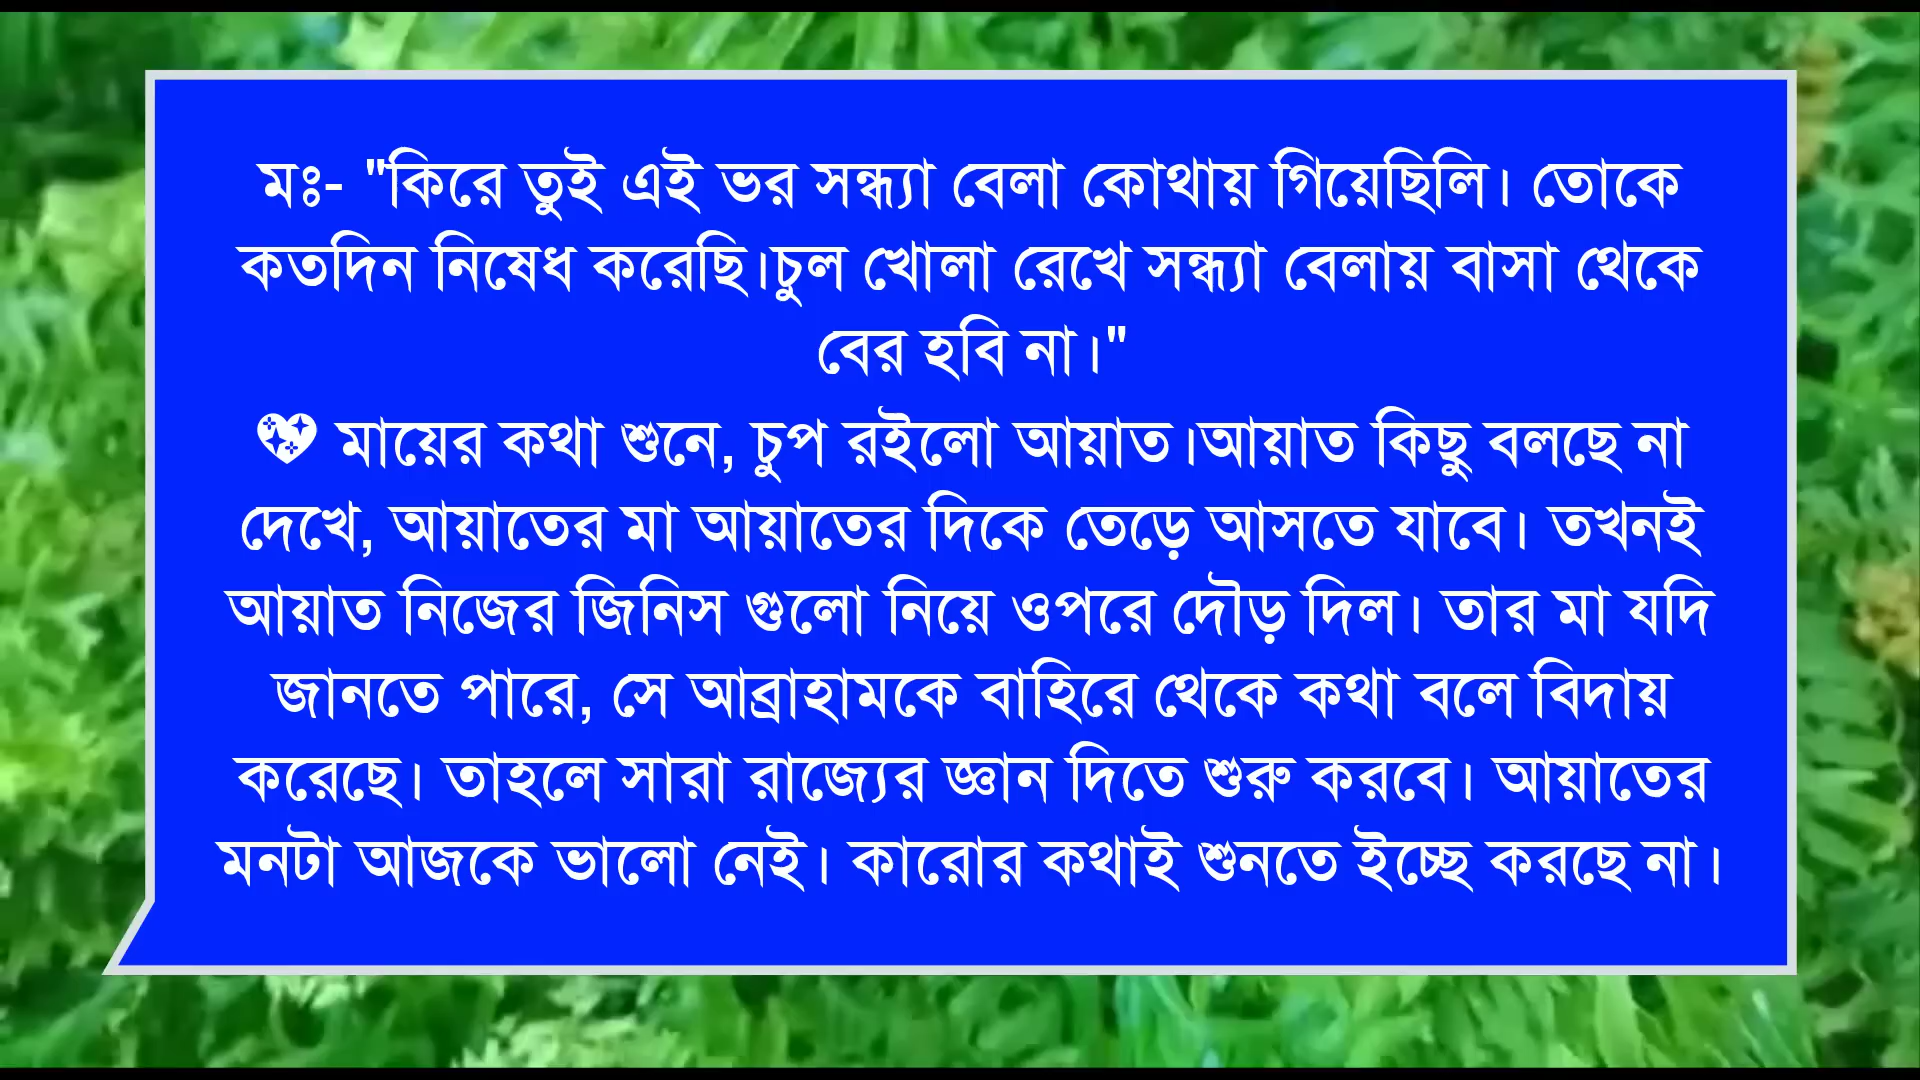 মঃ- "কিরে তুই এই ভর সন্ধ্যা বেলা কোথায় গিয়েছিলি। তোকে
কতদিন নিষেধ করেছি।চুল খোলা রেখে সন্ধ্যা বেলায় বাসা থেকে
বের হবি না।"
💖 মায়ের কথা শুনে, চুপ রইলো আয়াত।আয়াত কিছু বলছে না
দেখে, আয়াতের মা আয়াতের দিকে তেড়ে আসতে যাবে। তখনই
আয়াত নিজের জিনিস গুলো নিয়ে ওপরে দৌড় দিল। তার মা যদি
জানতে পারে, সে আব্রাহামকে বাহিরে থেকে কথা বলে বিদায়
করেছে। তাহলে সারা রাজ্যের জ্ঞান দিতে শুরু করবে। আয়াতের
মনটা আজকে ভালো নেই। কারোর কথাই শুনতে ইচ্ছে করছে না।